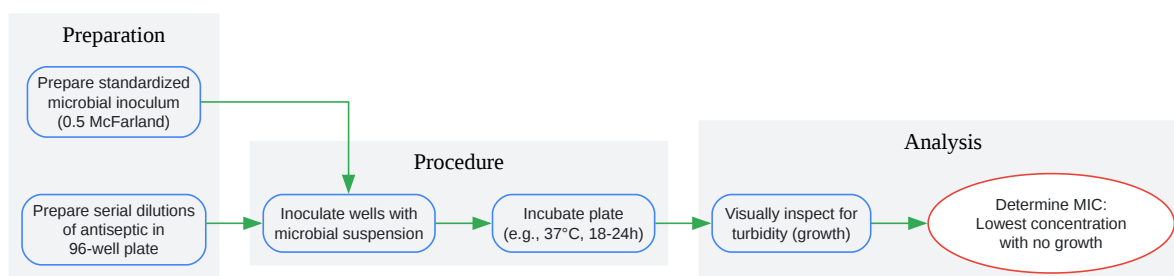 Preparation
Prepare standardized
microbial inoculum
(0.5 McFarland)
Prepare serial dilutions
of antiseptic in
96-well plate
Procedure
Inoculate wells with
microbial suspension
Incubate plate
(e.g., 37°C, 18-24h)
Analysis
Visually inspect for
turbidity (growth)
Determine MIC:
Lowest concentration
with no growth